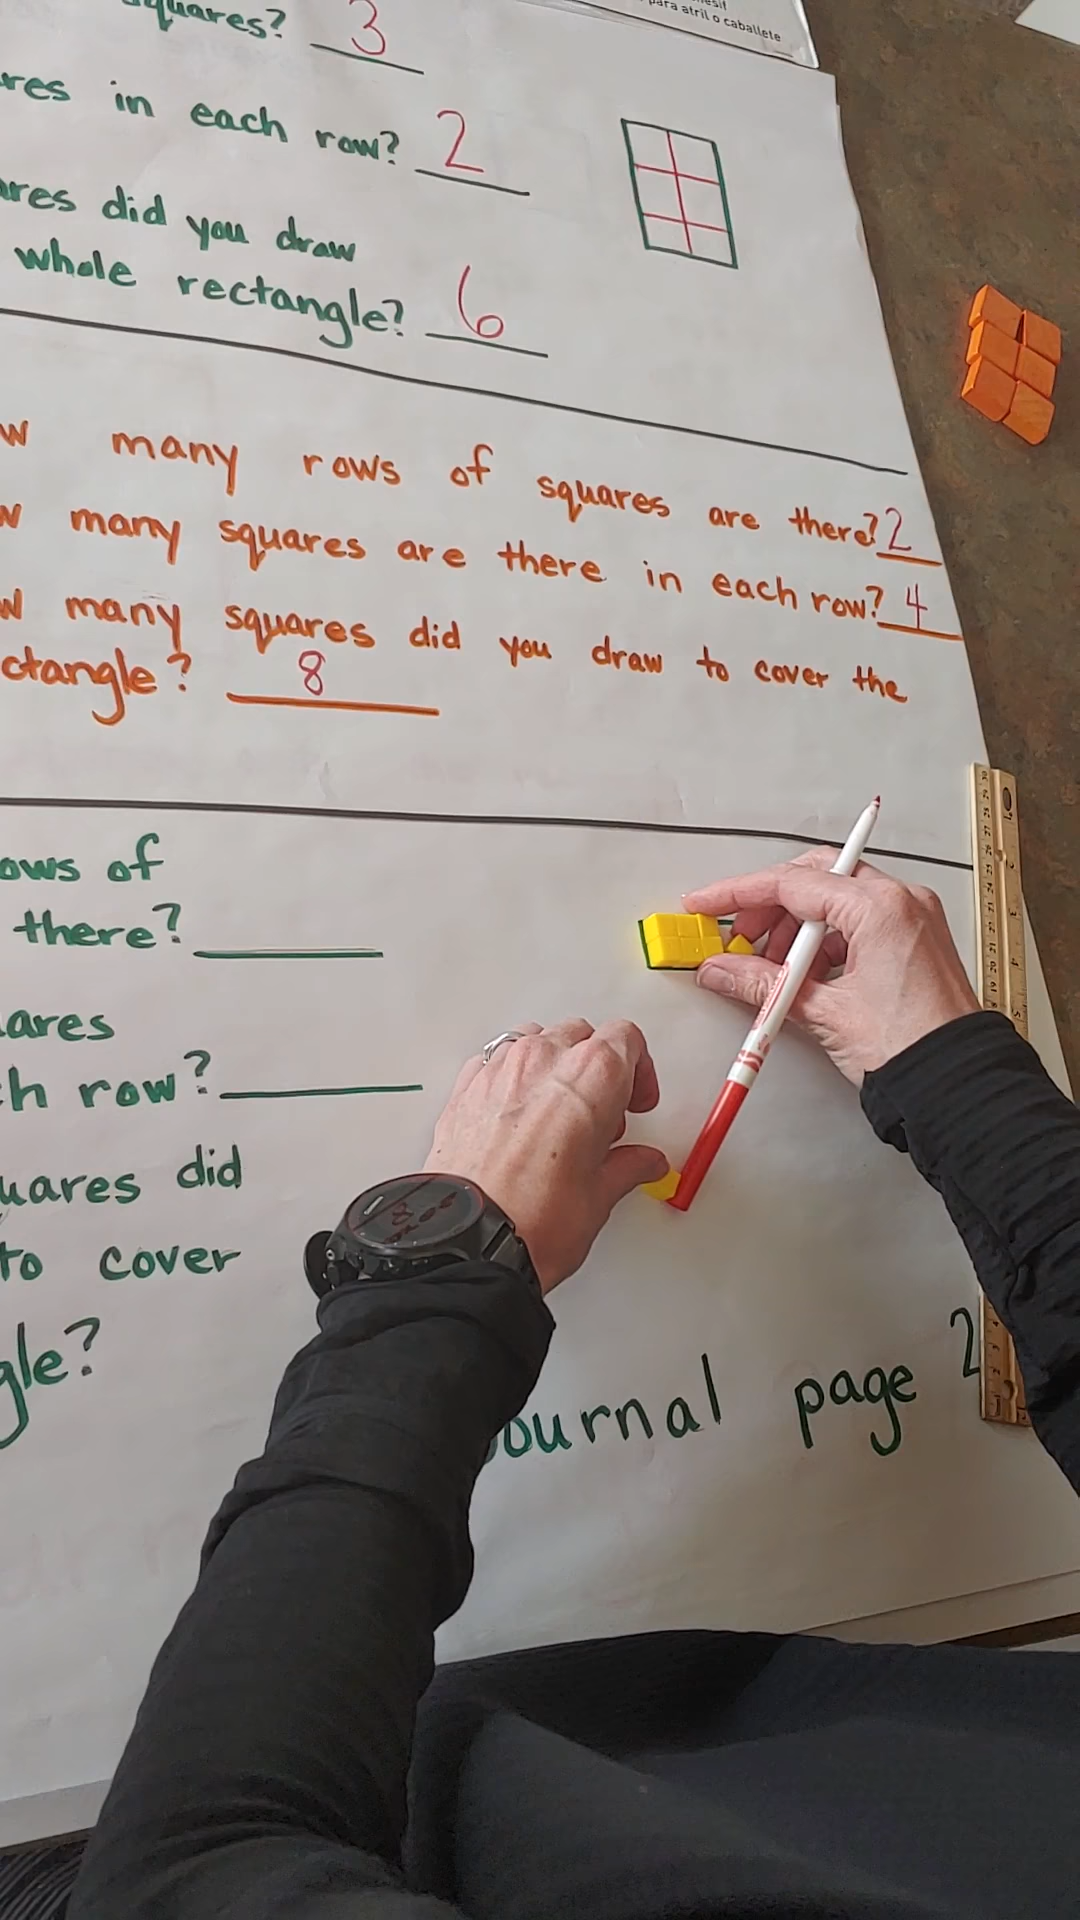 para atril o caballete
squares? 3
res in each row? 2
ares did you draw
whole rectangle? 6
w many rows of squares are there? 2
w many squares are there in each row? 4
w many squares did you draw to cover the
ctangle? 8
ows of
there?
ares
h row?
uares did
to cover
gle?
ournal page 2